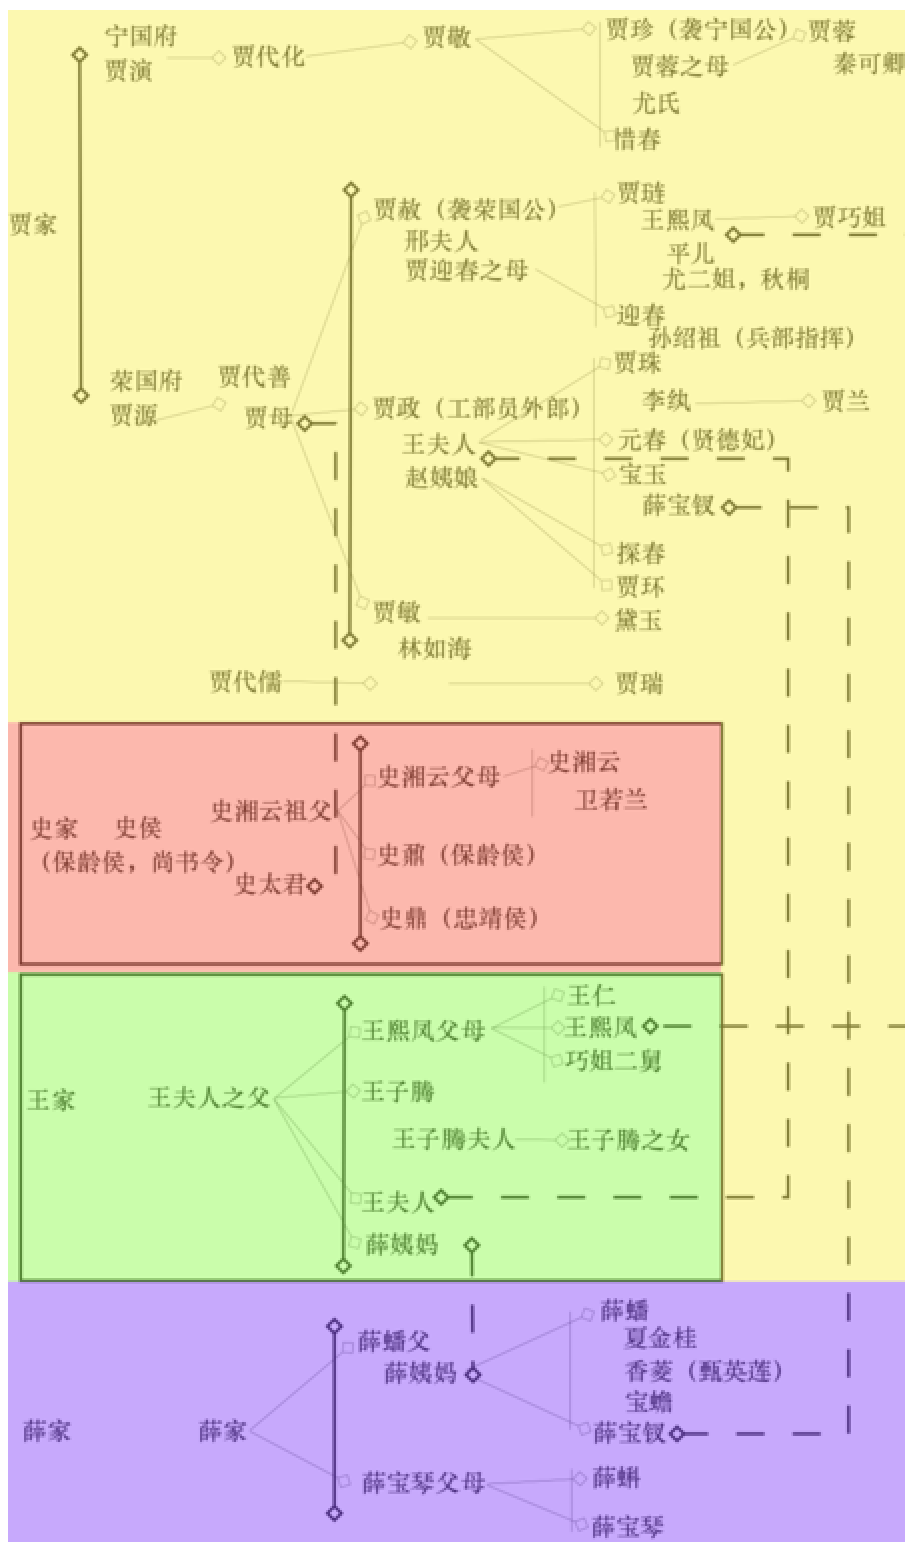 宁国府
贾演
贾代化
贾敬
贾珍（袭宁国公）
贾蓉
贾蓉之母
秦可卿
尤氏
惜春
贾家
贾赦（袭荣国公）
邢夫人
贾迎春之母
贾琏
王熙凤
贾巧姐
平儿
尤二姐，秋桐
迎春
孙绍祖（兵部指挥）
荣国府
贾源
贾代善
贾母
贾政（工部员外郎）
王夫人
赵姨娘
贾珠
李纨
贾兰
元春（贤德妃）
宝玉
薛宝钗
探春
贾环
贾敏
黛玉
林如海
贾代儒
贾瑞
史家
史侯
（保龄侯，尚书令）
史湘云祖父
史太君
史湘云父母
史湘云
卫若兰
史鼐（保龄侯）
史鼎（忠靖侯）
王家
王夫人之父
王熙凤父母
王仁
王熙凤
巧姐二舅
王子腾
王子腾夫人
王子腾之女
王夫人
薛姨妈
薛家
薛家
薛蟠父
薛姨妈
薛蟠
夏金桂
香菱（甄英莲）
宝蟾
薛宝钗
薛宝琴父母
薛蝌
薛宝琴